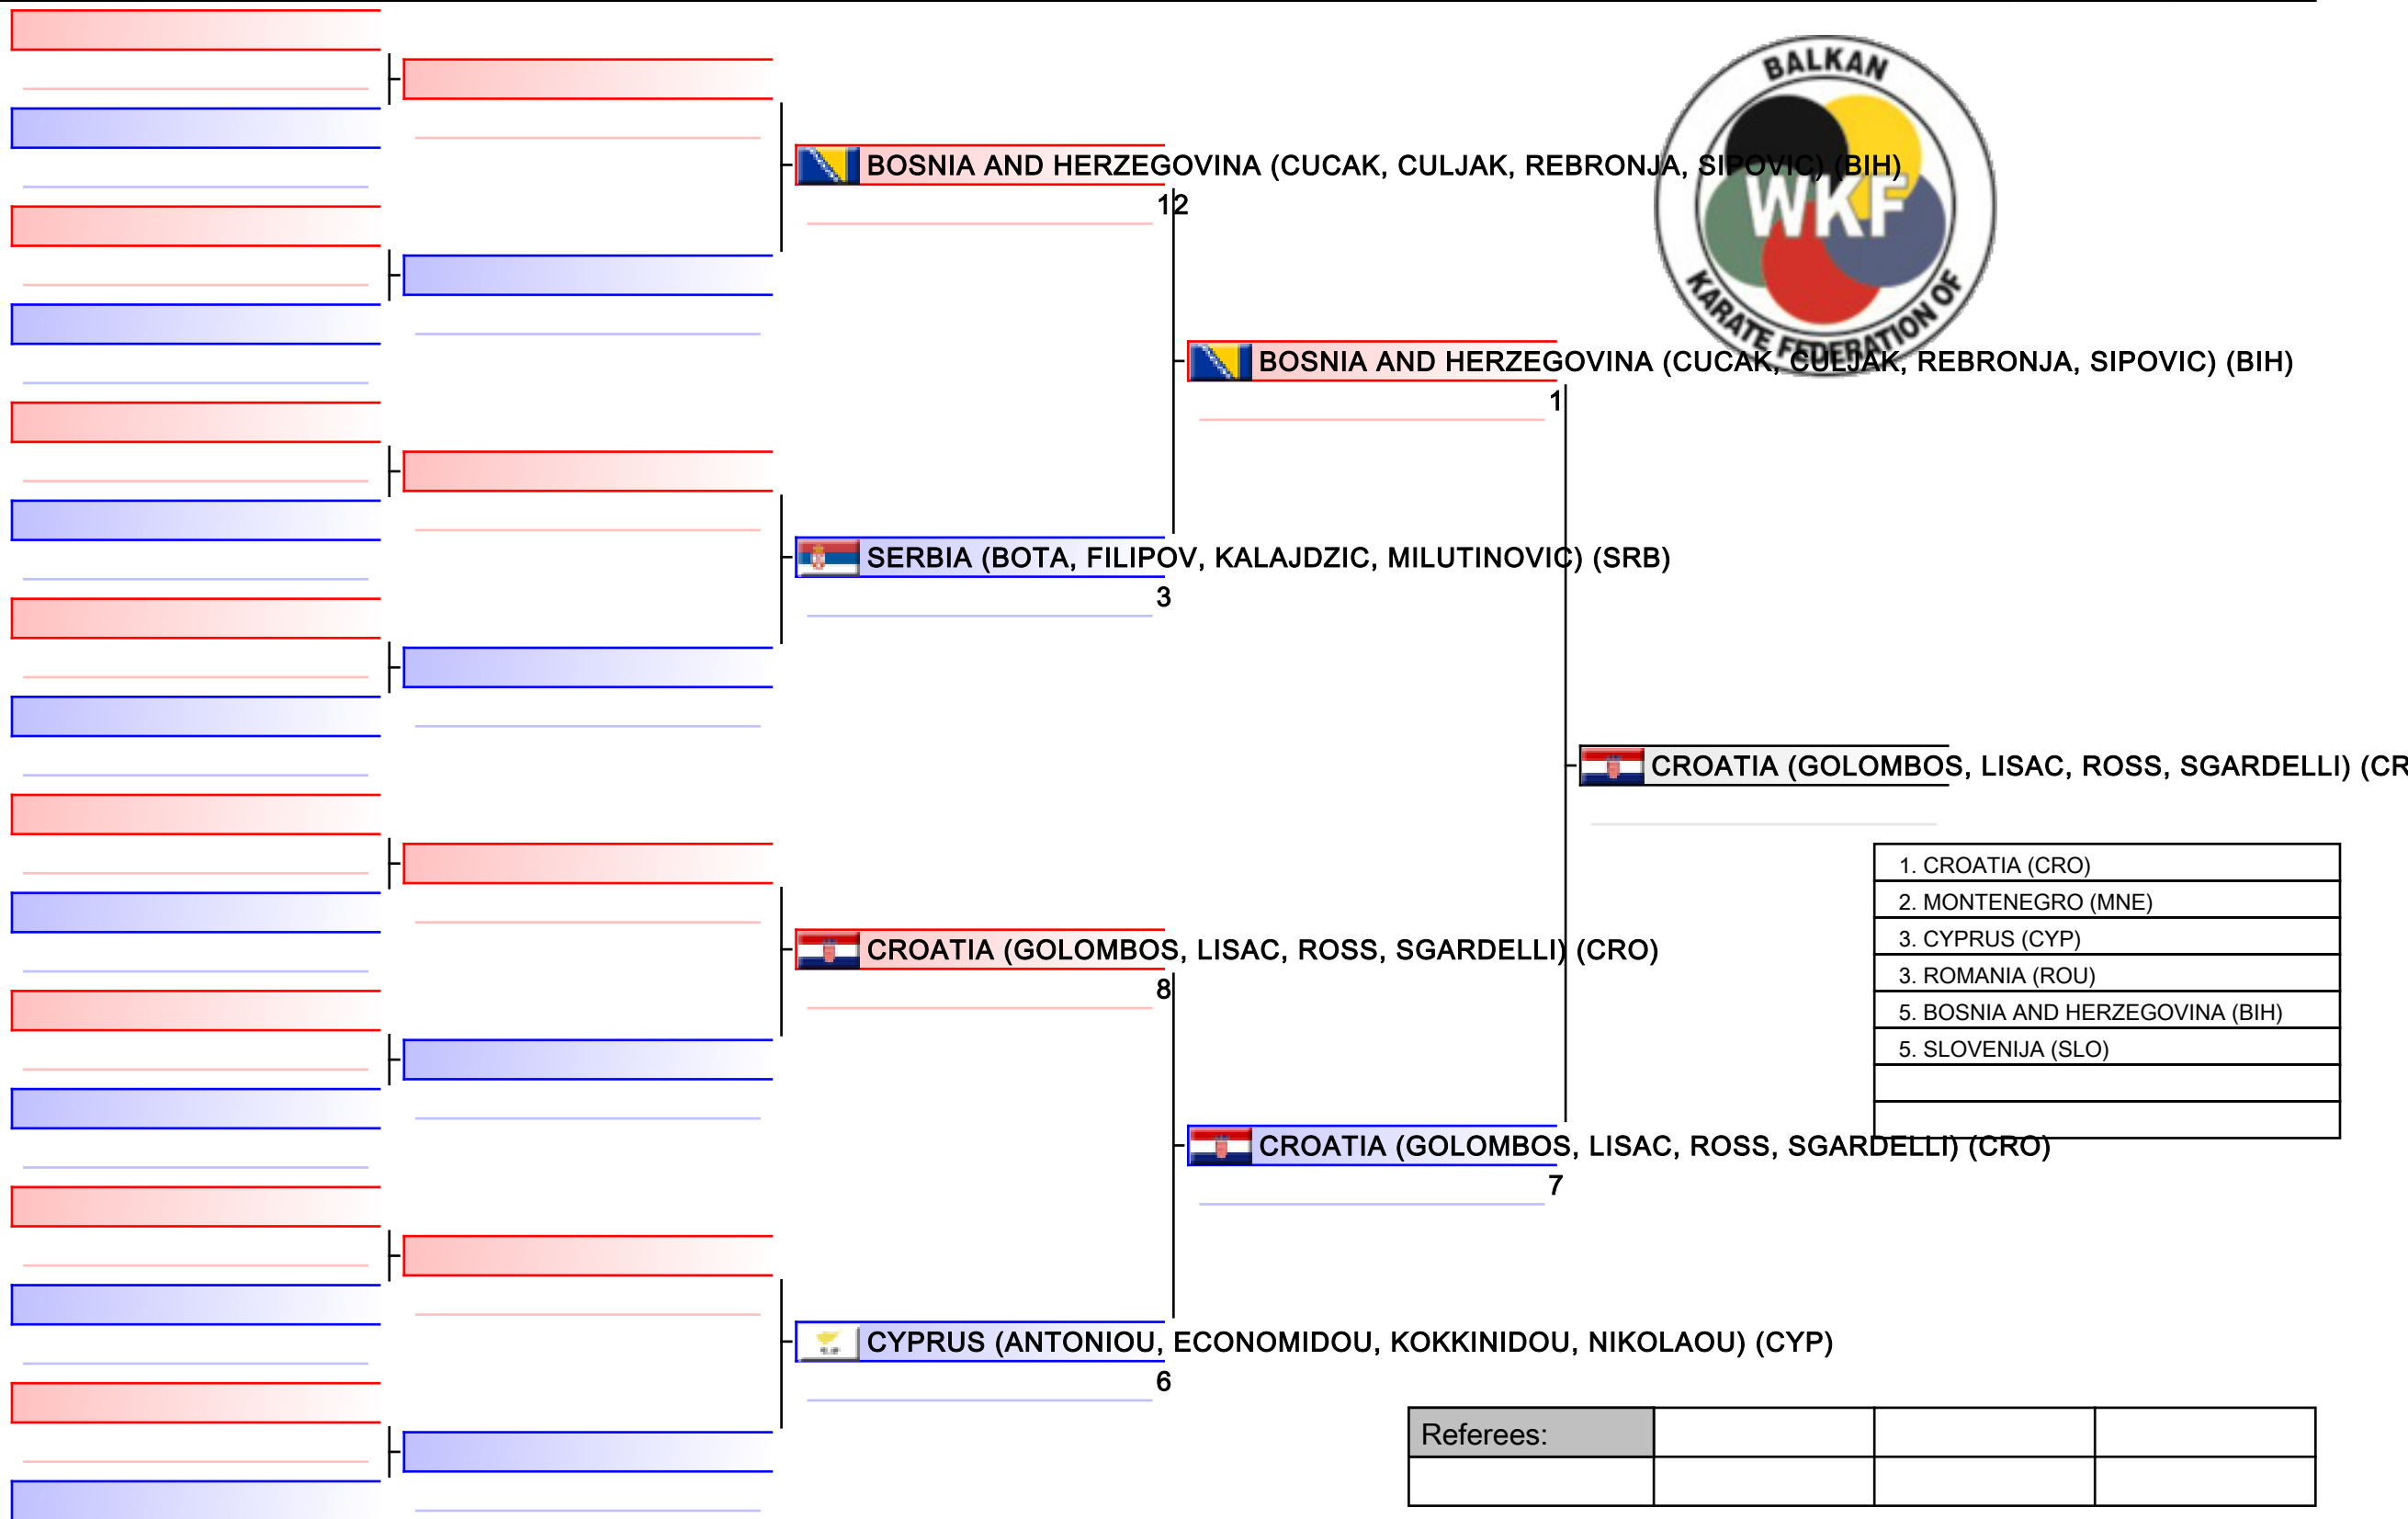 BALKAN
KARATE FEDERATION OF
WKF
BOSNIA AND HERZEGOVINA (CUCAK, CULJAK, REBRONJA, SIPOVIC) (BIH)
12
BOSNIA AND HERZEGOVINA (CUCAK, CULJAK, REBRONJA, SIPOVIC) (BIH)
1
SERBIA (BOTA, FILIPOV, KALAJDZIC, MILUTINOVIC) (SRB)
3
CROATIA (GOLOMBOS, LISAC, ROSS, SGARDELLI) (CR
1. CROATIA (CRO)
2. MONTENEGRO (MNE)
3. CYPRUS (CYP)
3. ROMANIA (ROU)
5. BOSNIA AND HERZEGOVINA (BIH)
5. SLOVENIJA (SLO)
CROATIA (GOLOMBOS, LISAC, ROSS, SGARDELLI) (CRO)
8
CROATIA (GOLOMBOS, LISAC, ROSS, SGARDELLI) (CRO)
7
CYPRUS (ANTONIOU, ECONOMIDOU, KOKKINIDOU, NIKOLAOU) (CYP)
6
Referees: